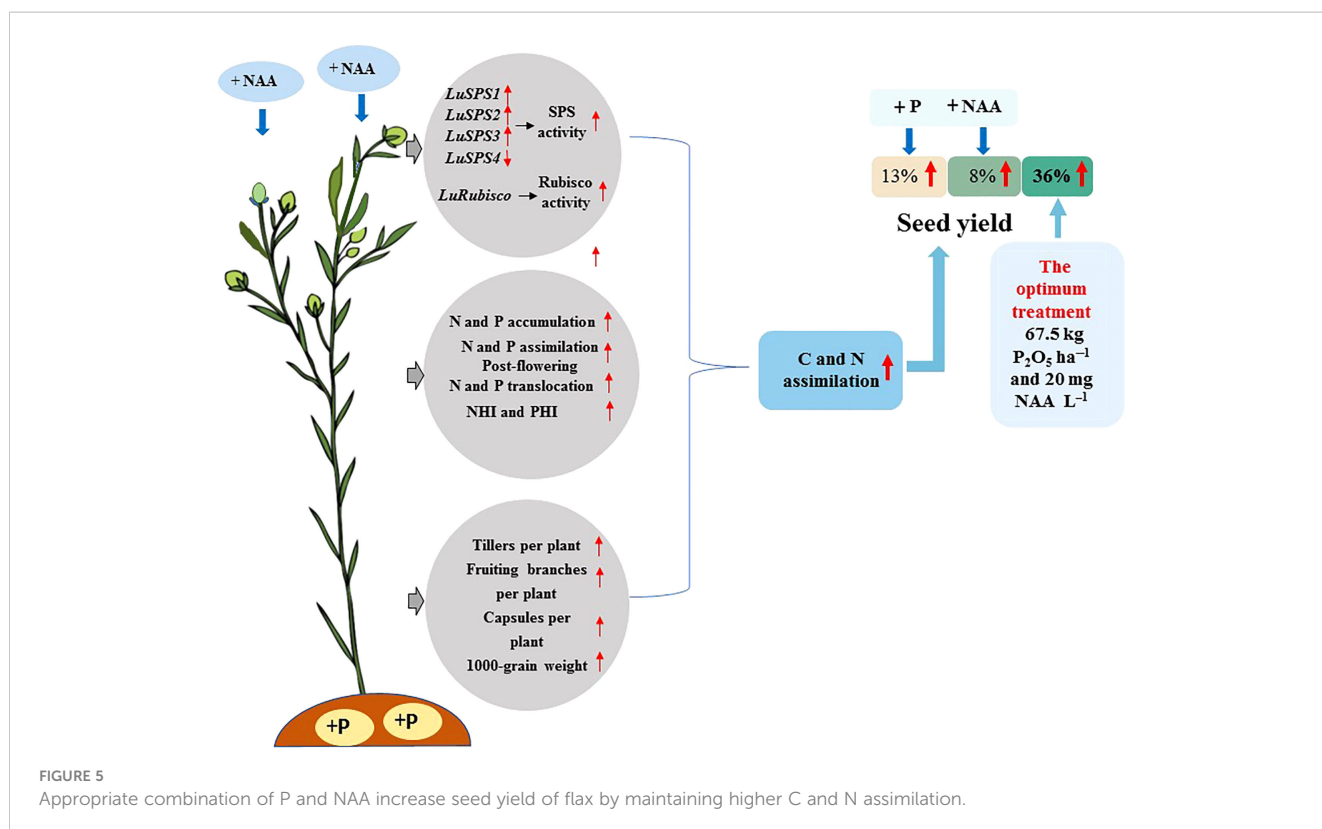 + NAA
+ NAA
LuSPS1
LuSPS2
LuSPS3
LuSPS4
SPS
activity
LuRubisco
Rubisco
activity
N and P accumulation
N and P assimilation
Post-flowering
N and P translocation
NHI and PHI
Tillers per plant
Fruiting branches
per plant
Capsules per
plant
1000-grain weight
+P
+P
C and N
assimilation
+ P +NAA
13% 8% 36%
Seed yield
The
optimum
treatment
67.5 kg
P₂O₅ ha⁻¹
and 20 mg
NAA L⁻¹
FIGURE 5
Appropriate combination of P and NAA increase seed yield of flax by maintaining higher C and N assimilation.